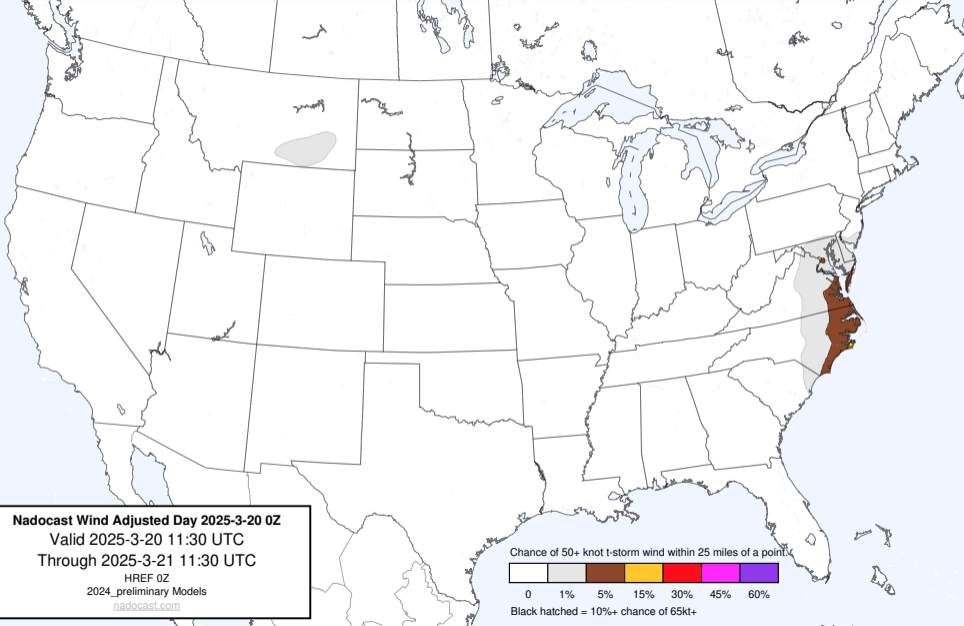 Nadocast Wind Adjusted Day 2025-3-20 0Z
Valid 2025-3-20 11:30 UTC
Through 2025-3-21 11:30 UTC
HREF 0Z
2024_preliminary Models
nadocast.com
Chance of 50+ knot t-storm wind within 25 miles of a point.
0 1% 5% 15% 30% 45% 60%
Black hatched = 10%+ chance of 65kt+